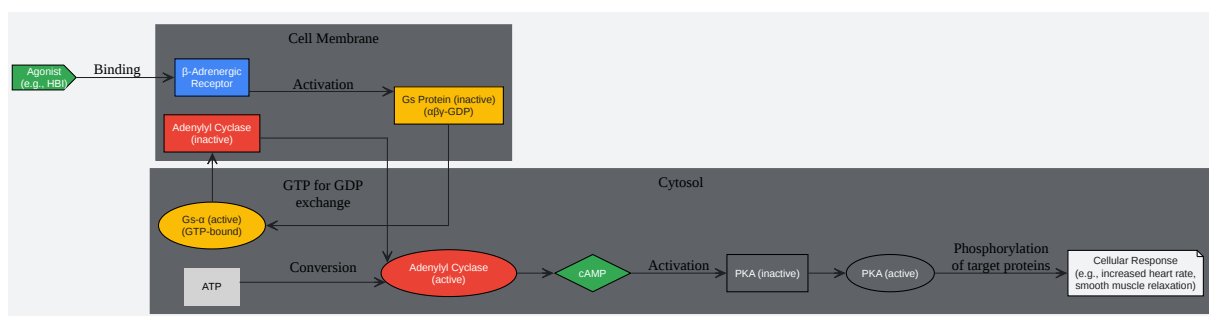 Cell Membrane
Agonist
(e.g., HBI)
Binding
β-Adrenergic
Receptor
Activation
Gs Protein (inactive)
(αβγ-GDP)
Adenylyl Cyclase
(inactive)
Cytosol
GTP for GDP
exchange
Gs-α (active)
(GTP-bound)
ATP
Conversion
Adenylyl Cyclase
(active)
cAMP
Activation
PKA (inactive)
PKA (active)
Phosphorylation
of target proteins
Cellular Response
(e.g., increased heart rate,
smooth muscle relaxation)